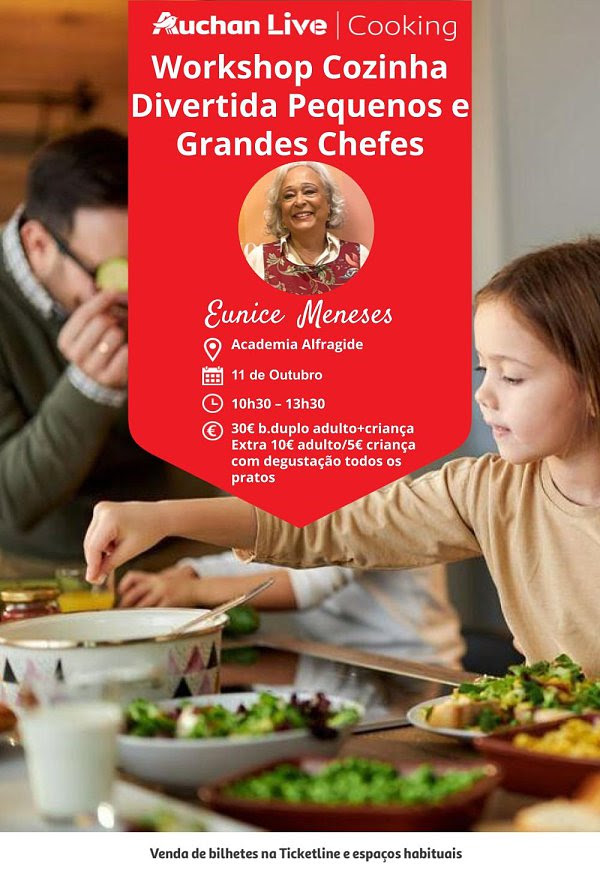 Auchan Live | Cooking
Workshop Cozinha
Divertida Pequenos e
Grandes Chefes
Eunice Meneses
Academia Alfragide
11 de Outubro
10h30 – 13h30
30€ b.duplo adulto+criança
Extra 10€ adulto/5€ criança
com degustação todos os
pratos
Venda de bilhetes na Ticketline e espaços habituais